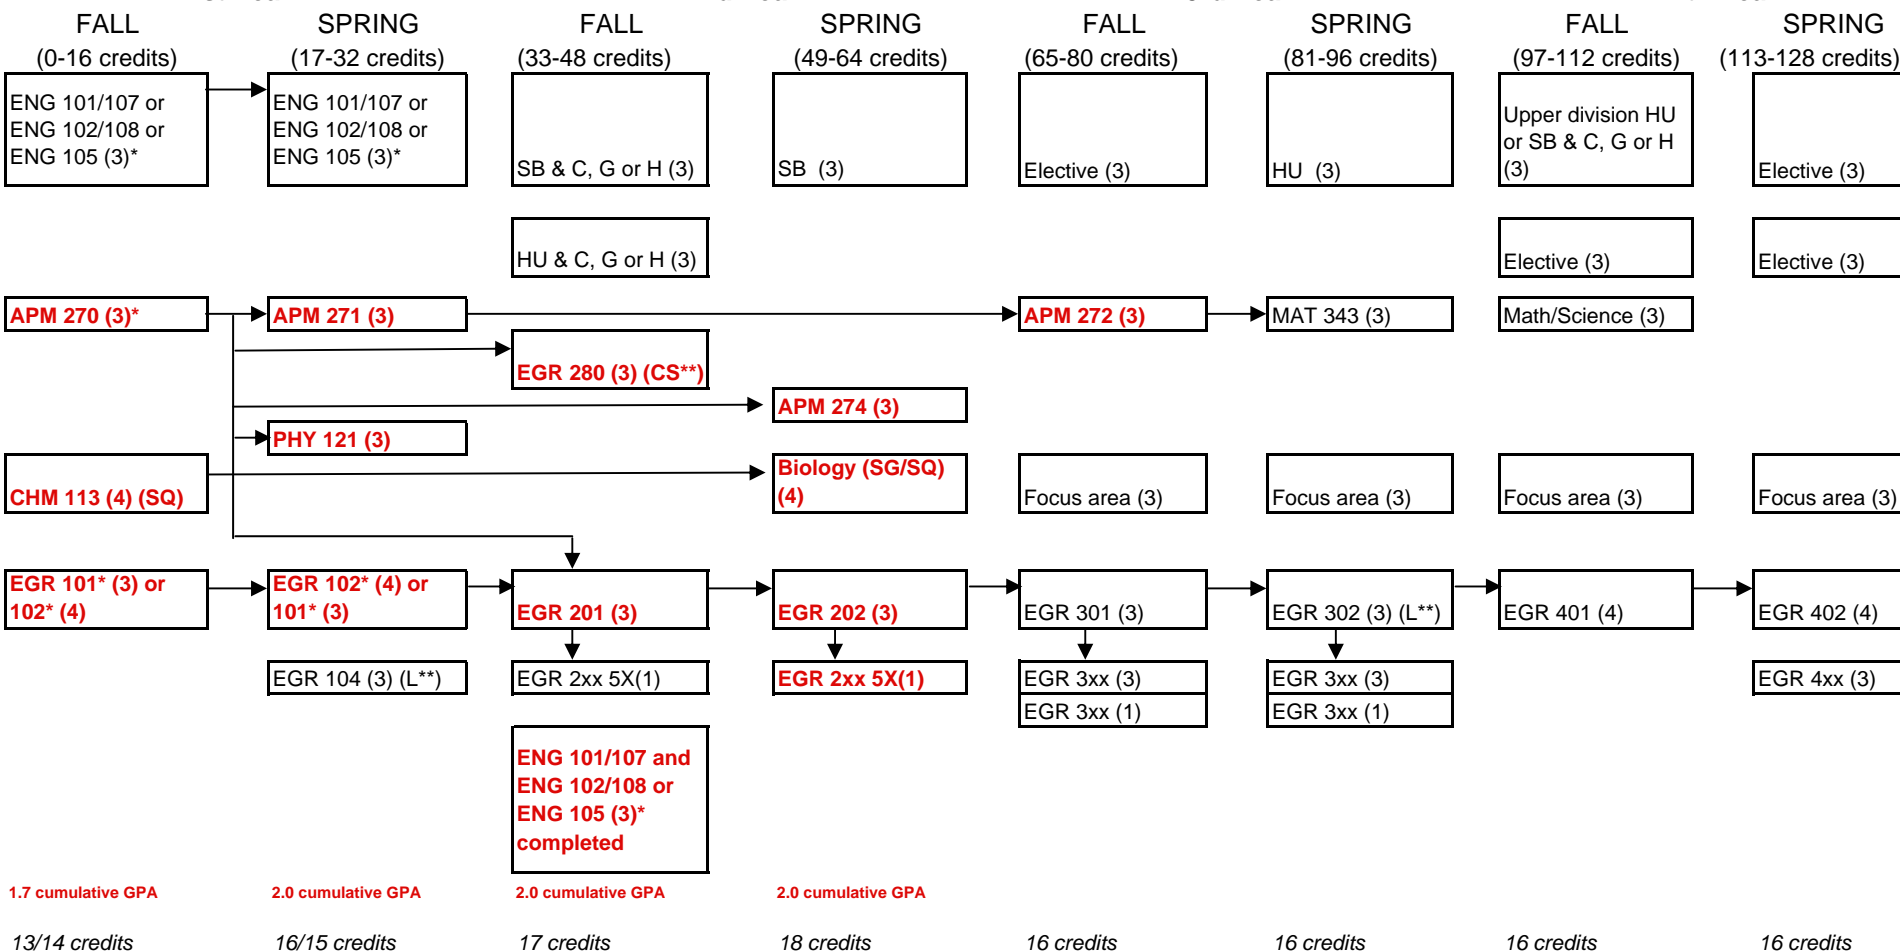 FALL
SPRING
FALL
SPRING
FALL
SPRING
FALL
SPRING
(0-16 credits)
(17-32 credits)
(33-48 credits)
(49-64 credits)
(65-80 credits)
(81-96 credits)
(97-112 credits)
(113-128 credits)
ENG 101/107 or
ENG 102/108 or
ENG 105 (3)*
ENG 101/107 or
ENG 102/108 or
ENG 105 (3)*
SB & C, G or H (3)
SB (3)
Elective (3)
HU (3)
Upper division HU
or SB & C, G or H
(3)
Elective (3)
HU & C, G or H (3)
Elective (3)
Elective (3)
APM 270 (3)*
APM 271 (3)
APM 272 (3)
MAT 343 (3)
Math/Science (3)
EGR 280 (3) (CS**)
APM 274 (3)
PHY 121 (3)
CHM 113 (4) (SQ)
Biology (SG/SQ)
(4)
Focus area (3)
Focus area (3)
Focus area (3)
Focus area (3)
EGR 101* (3) or
102* (4)
EGR 102* (4) or
101* (3)
EGR 201 (3)
EGR 202 (3)
EGR 301 (3)
EGR 302 (3) (L**)
EGR 401 (4)
EGR 402 (4)
EGR 104 (3) (L**)
EGR 2xx 5X(1)
EGR 2xx 5X(1)
EGR 3xx (3)
EGR 3xx (3)
EGR 4xx (3)
EGR 3xx (1)
EGR 3xx (1)
ENG 101/107 and
ENG 102/108 or
ENG 105 (3)*
completed
1.7 cumulative GPA
2.0 cumulative GPA
2.0 cumulative GPA
2.0 cumulative GPA
13/14 credits
16/15 credits
17 credits
18 credits
16 credits
16 credits
16 credits
16 credits